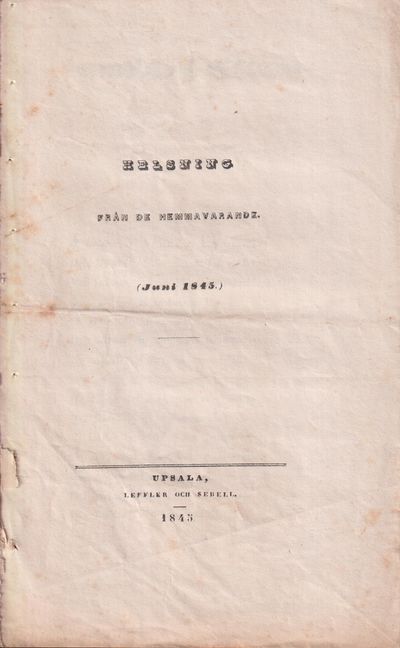 HELSNING
FRÅN DE HEMMAVARANDE.
(Juni 1845.)
UPSALA,
LEFFLER OCH SEBELL,
1845